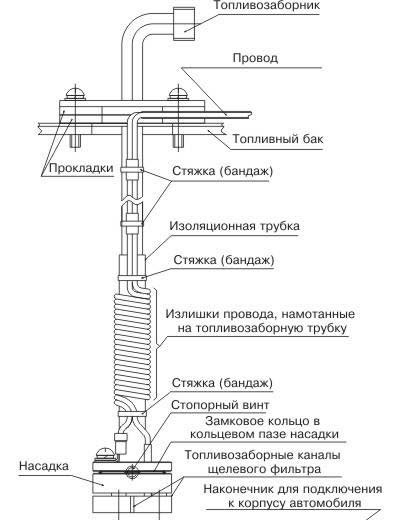 Топливозаборник
Провод
Топливный бак
Прокладки
Стяжка (бандаж)
Изоляционная трубка
Стяжка (бандаж)
Излишки провода, намотанные
на топливозаборную трубку
Стяжка (бандаж)
Стопорный винт
Замковое кольцо в
кольцевом пазе насадки
Насадка
Топливозаборные каналы
щелевого фильтра
Наконечник для подключения
к корпусу автомобиля